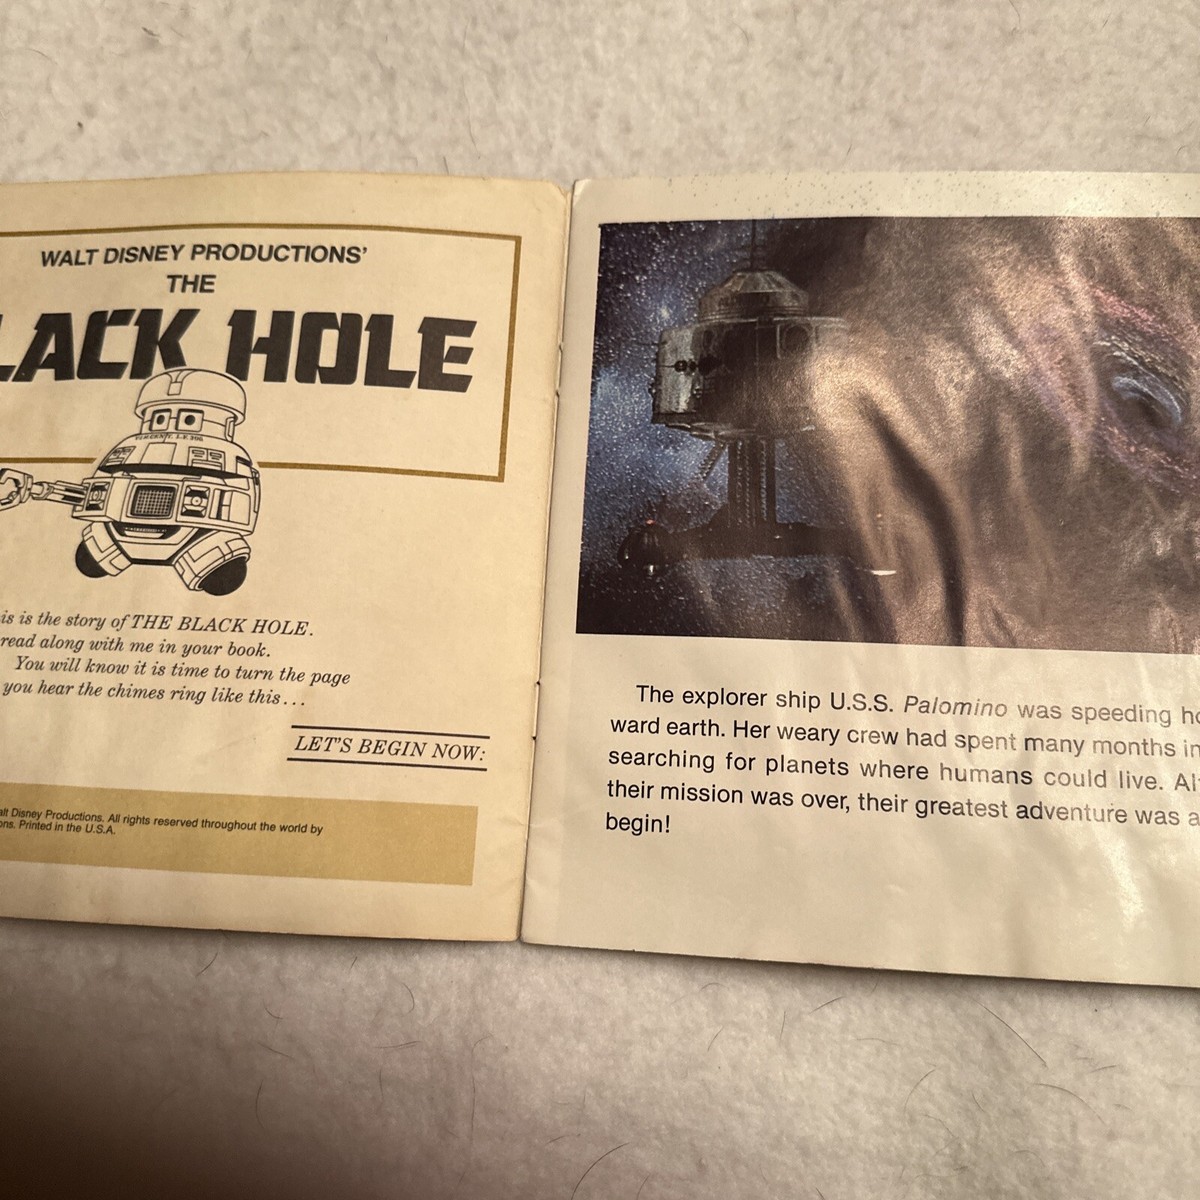 WALT DISNEY PRODUCTIONS'
THE
LACK HOLE
is is the story of THE BLACK HOLE.
read along with me in your book.
You will know it is time to turn the page
you hear the chimes ring like this...
LET'S BEGIN NOW:
alt Disney Productions. All rights reserved throughout the world by
ons. Printed in the U.S.A.
The explorer ship U.S.S. Palomino was speeding ho
ward earth. Her weary crew had spent many months in
searching for planets where humans could live. Al
their mission was over, their greatest adventure was a
begin!